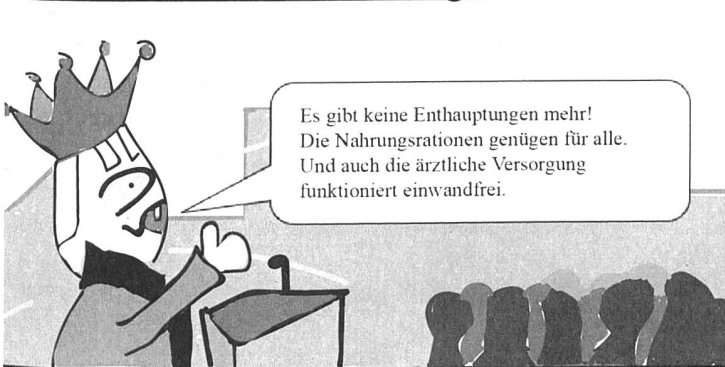 Es gibt keine Enthauptungen mehr!
Die Nahrungsrationen genügen für alle.
Und auch die ärztliche Versorgung
funktioniert einwandfrei.